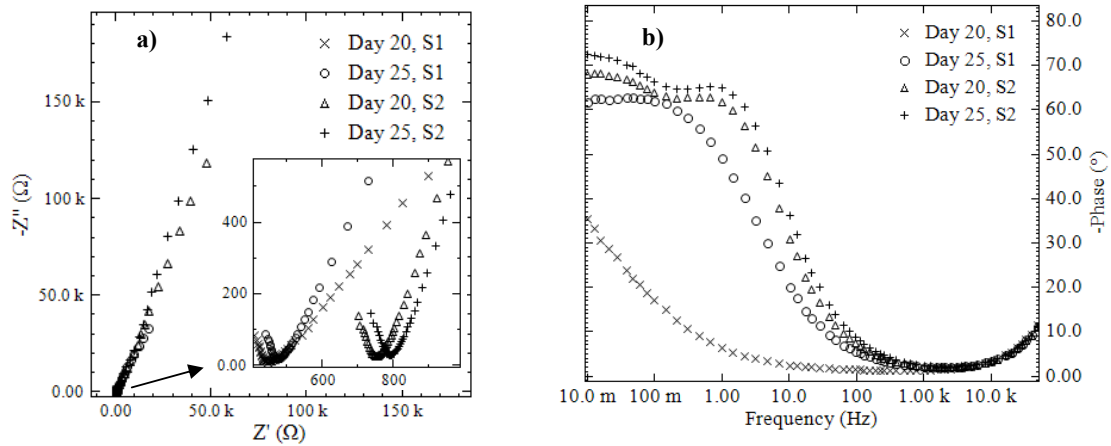 a)
× Day 20, S1
○ Day 25, S1
△ Day 20, S2
+ Day 25, S2
150 k
100 k
50.0 k
0.00
-Z'' (Ω)
0.00
50.0 k
100 k
150 k
Z' (Ω)
400
200
0.00
600
800
b)
× Day 20, S1
○ Day 25, S1
△ Day 20, S2
+ Day 25, S2
80.0
70.0
60.0
50.0
40.0
30.0
20.0
10.0
0.00
-Phase (°)
10.0 m
100 m
1.00
10.0
100
1.00 k
10.0 k
Frequency (Hz)